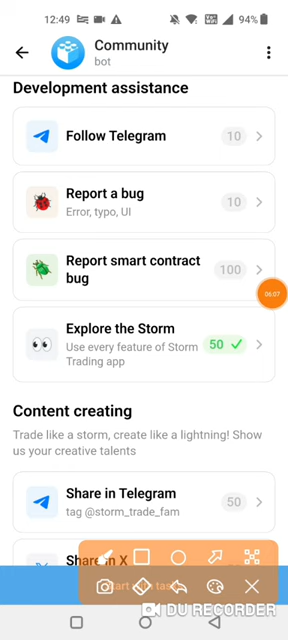 12:49
94%
Community
bot
Development assistance
Follow Telegram
10
Report a bug
10
Error, typo, UI
Report smart contract
bug
100
06:07
Explore the Storm
Use every feature of Storm
Trading app
50
Content creating
Trade like a storm, create like a lightning! Show
us your creative talents
Share in Telegram
tag @storm_trade_fam
50
Share in X
Start with task
DU RECORDER